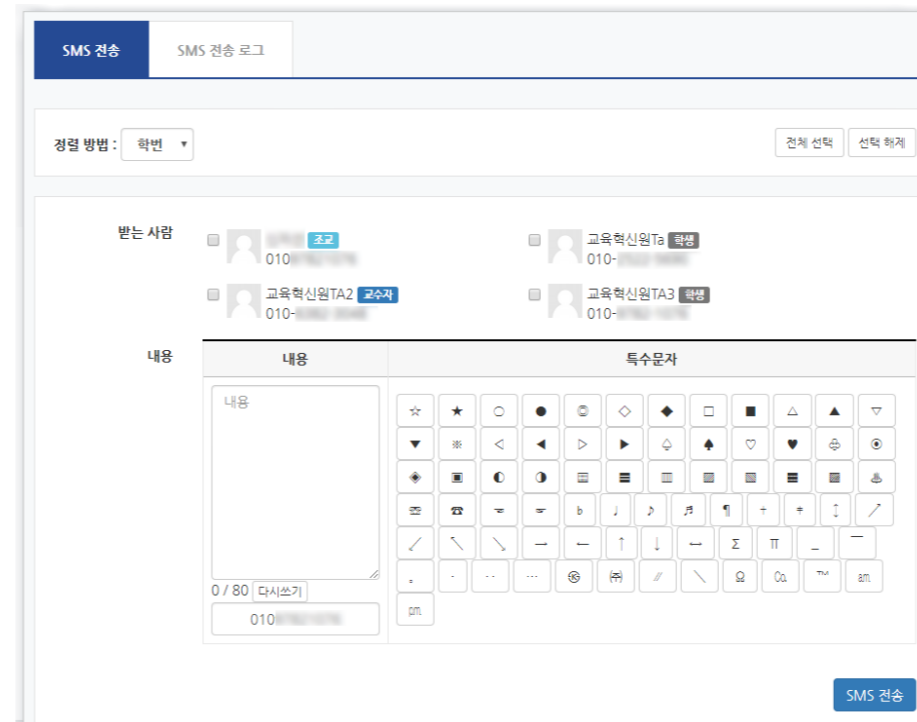 SMS 전송
SMS 전송 로그
정렬 방법 : 학번 ▼
전체 선택
선택 해제
받는 사람
조교
010
교육혁신원Ta 학생
010-
교육혁신원TA2 교수자
010-
교육혁신원TA3 학생
010-
내용
내용
특수문자
내용
☆ ★ ○ ● ◎ ◇ ◆ □ ■ △ ▲ ▽
▼ ※ ◁ ◀ ▷ ▶ ♤ ♠ ♡ ♥ ♧ ⊙
◈ ▣ ◐ ◑ ▤ ▥ ▨ ▧ ▦ ▩ ♨
☏ ☎ ☜ ☞ ♭ ♩ ♪ ♬ ¶ † ‡ ↕ ↗
↙ ↖ ↘ → ← ↑ ↓ ↔ Σ Π _ ¯
。 · ‥ … ㉿ ㈜ ∥ \ Ω ㏇ ™ ㏂
㏘
0 / 80 다시쓰기
010
SMS 전송